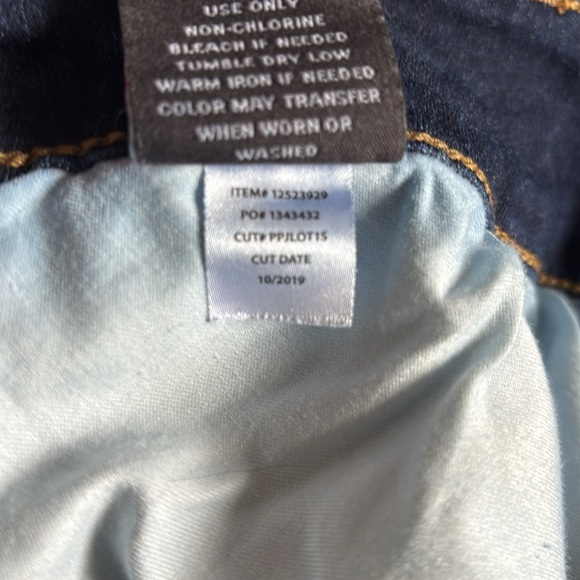 USE ONLY
NON-CHLORINE
BLEACH IF NEEDED
TUMBLE DRY LOW
WARM IRON IF NEEDED
COLOR MAY TRANSFER
WHEN WORN OR
WASHED
ITEM# 12523929
PO# 1343432
CUT# PPJLOT15
CUT DATE
10/2019